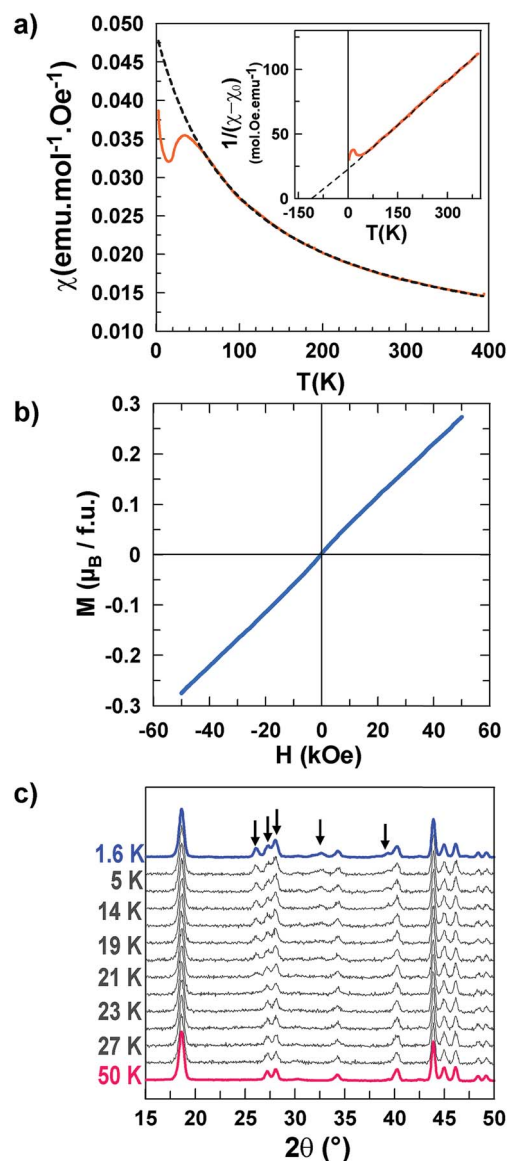 a)
0.050
0.045
0.040
0.035
0.030
0.025
0.020
0.015
0.010
χ(emu.mol⁻¹.Oe⁻¹)
0 100 200 300 400
T(K)
100
50
0
1/(χ−χ₀)
(mol.Oe.emu⁻¹)
-150 0 150 300
T(K)
b)
0.3
0.2
0.1
0
-0.1
-0.2
-0.3
M (μ_B / f.u.)
-60 -40 -20 0 20 40 60
H (kOe)
c)
1.6 K
5 K
14 K
19 K
21 K
23 K
27 K
50 K
15 20 25 30 35 40 45 50
2θ (°)